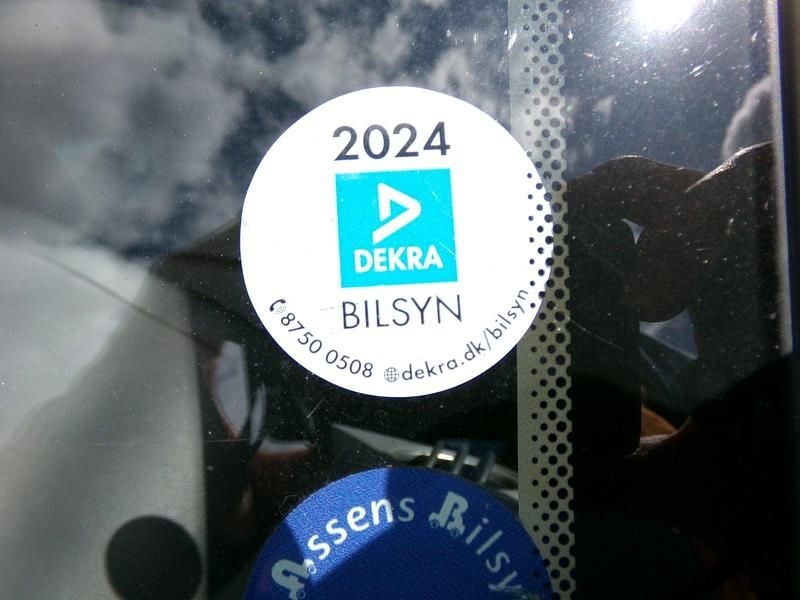 2024
DEKRA
BILSYN
8750 0508 dekra.dk/bilsyn
Assens Bilsyn